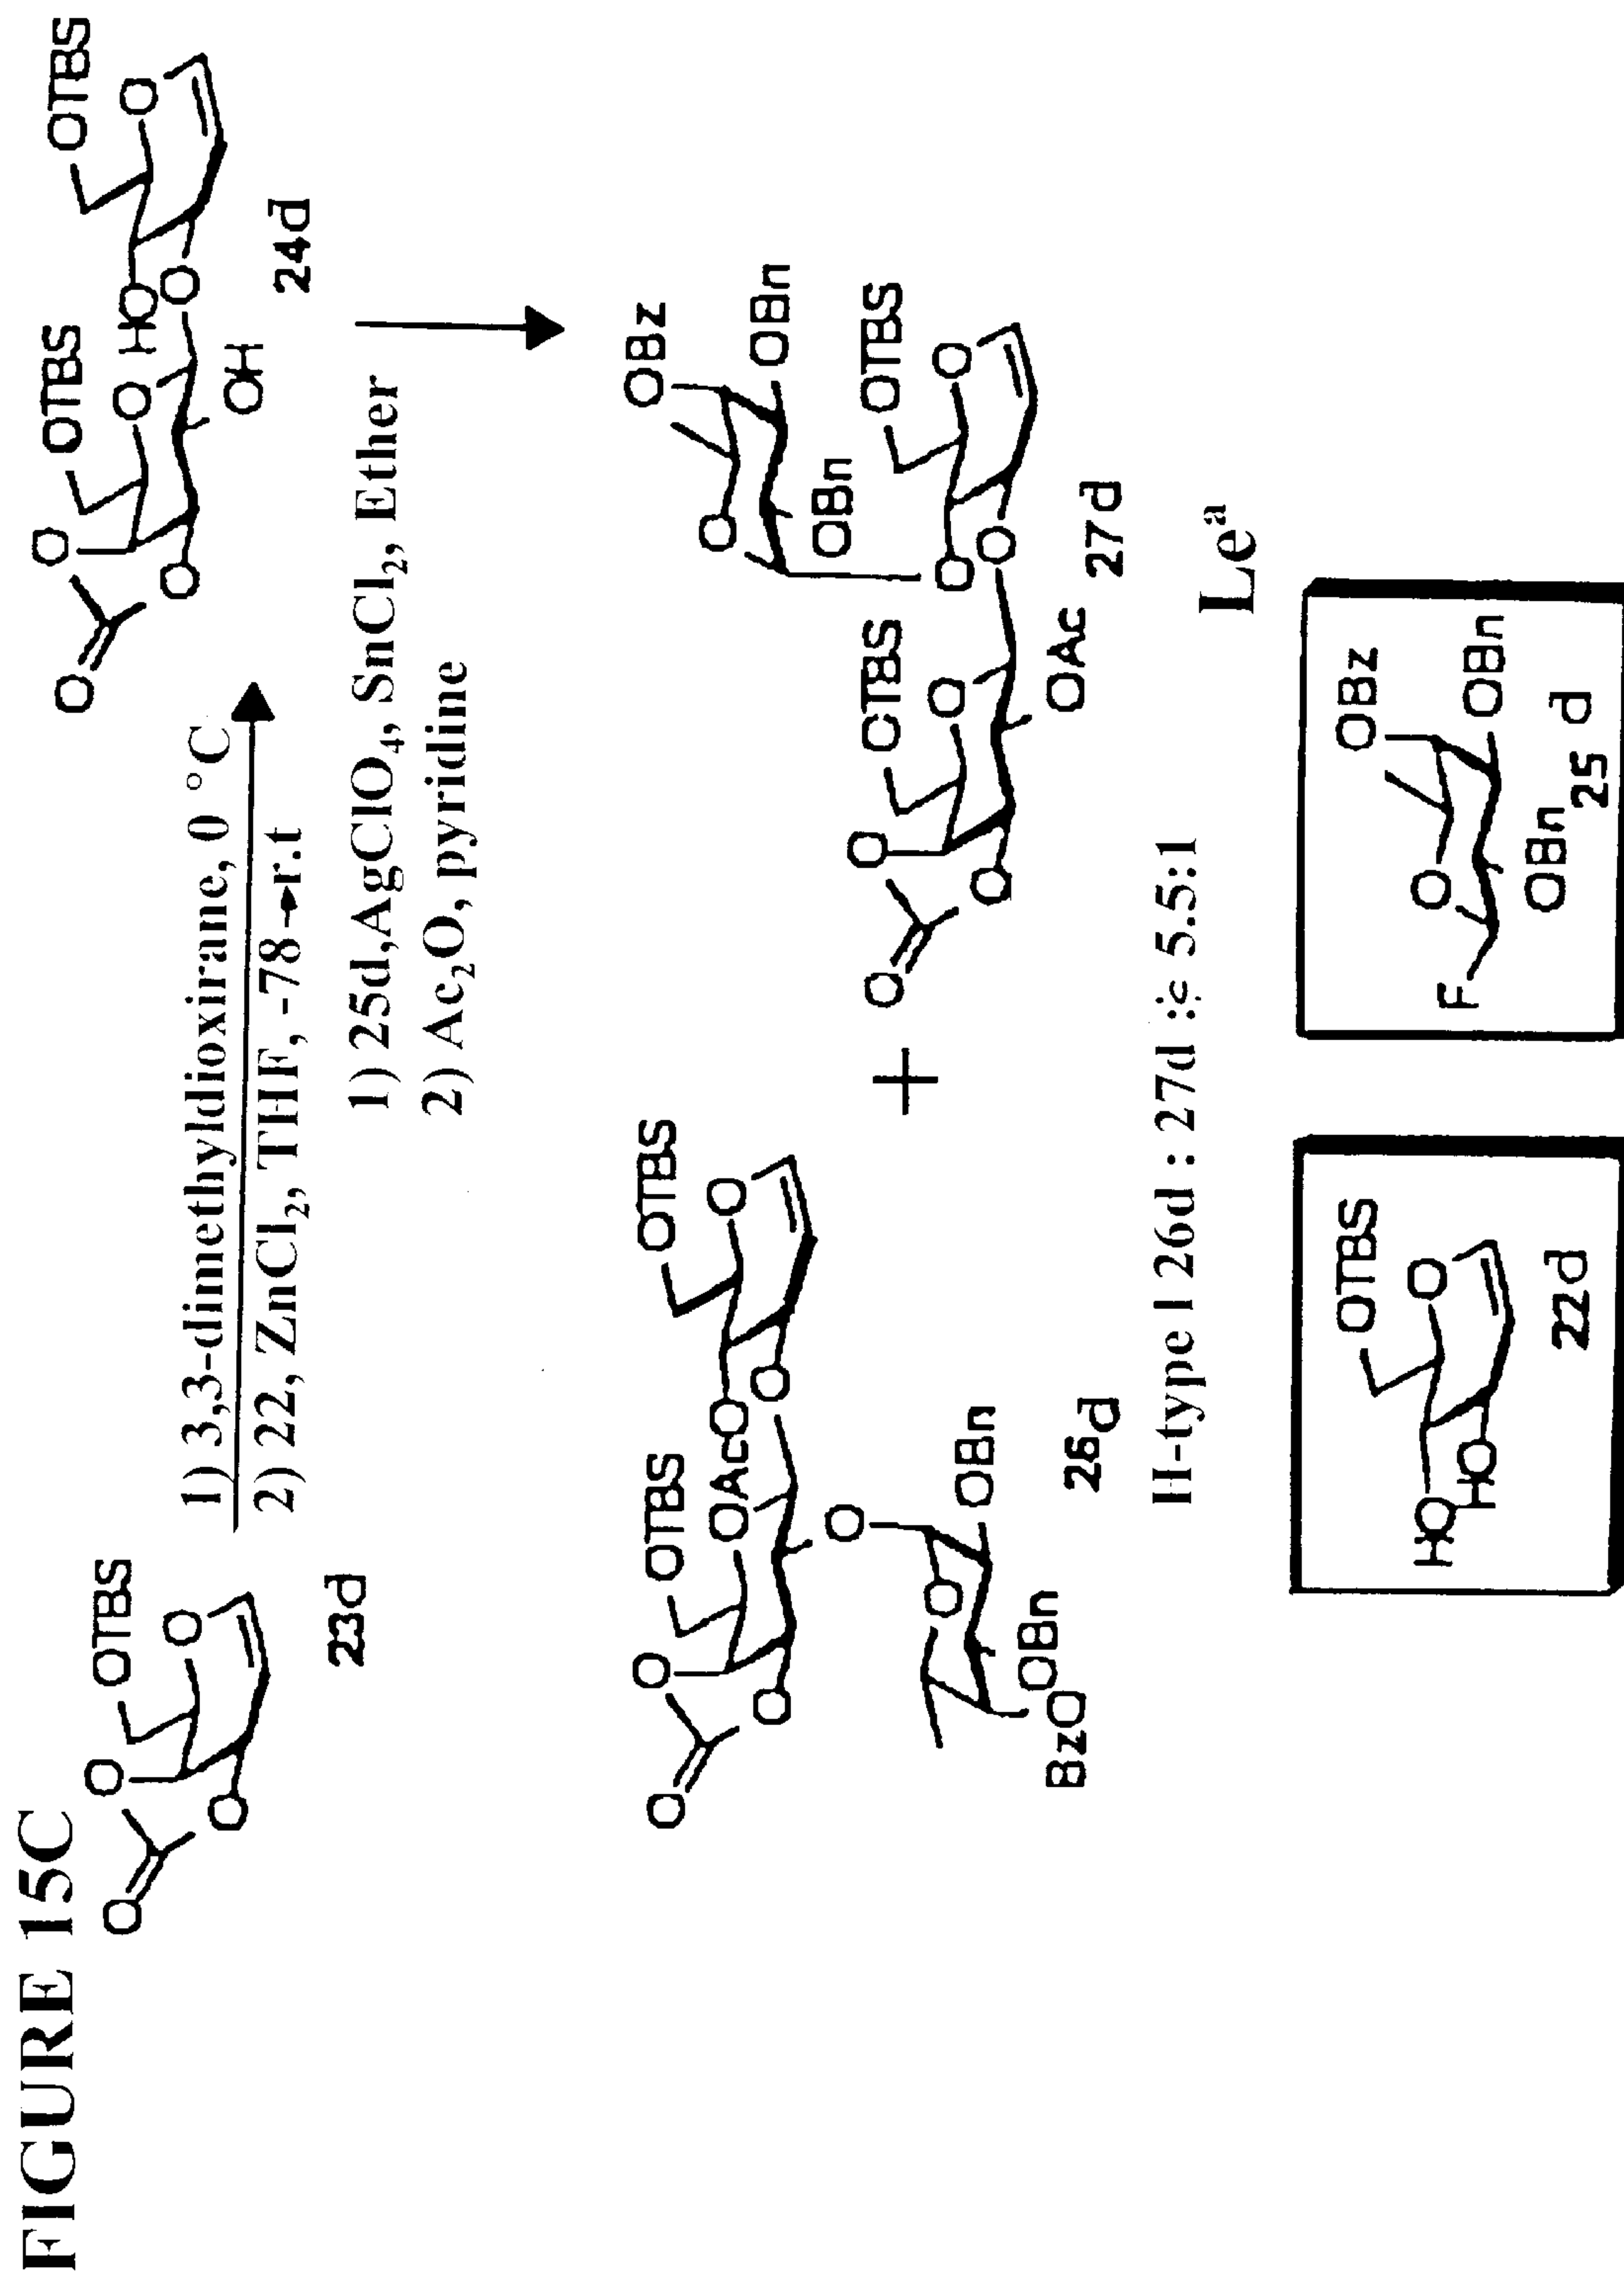 FIGURE 15C
OTBS
O
O
O
O
23d
1) 3,3-dimethyldioxirane, 0 °C
2) 22, ZnCl₂, THF, -78→r.t
OTBS
OTBS
O
O
O
O
HO
O
O
OH
24d
1) 25d, AgClO₄, SnCl₂, Ether
2) Ac₂O, pyridine
OTBS
OTBS
O
O
O
OAcO
O
O
O
O
O
OBn
OBn
BzO
26d
+
OBz
O
OBn
OBn
OTBS
OTBS
O
O
O
O
O
O
O
OAc
27d
H-type I 26d : 27d := 5.5:1
Leᵃ
OTBS
O
HO
HO
22d
OBz
O
F
OBn
OBn
25 d